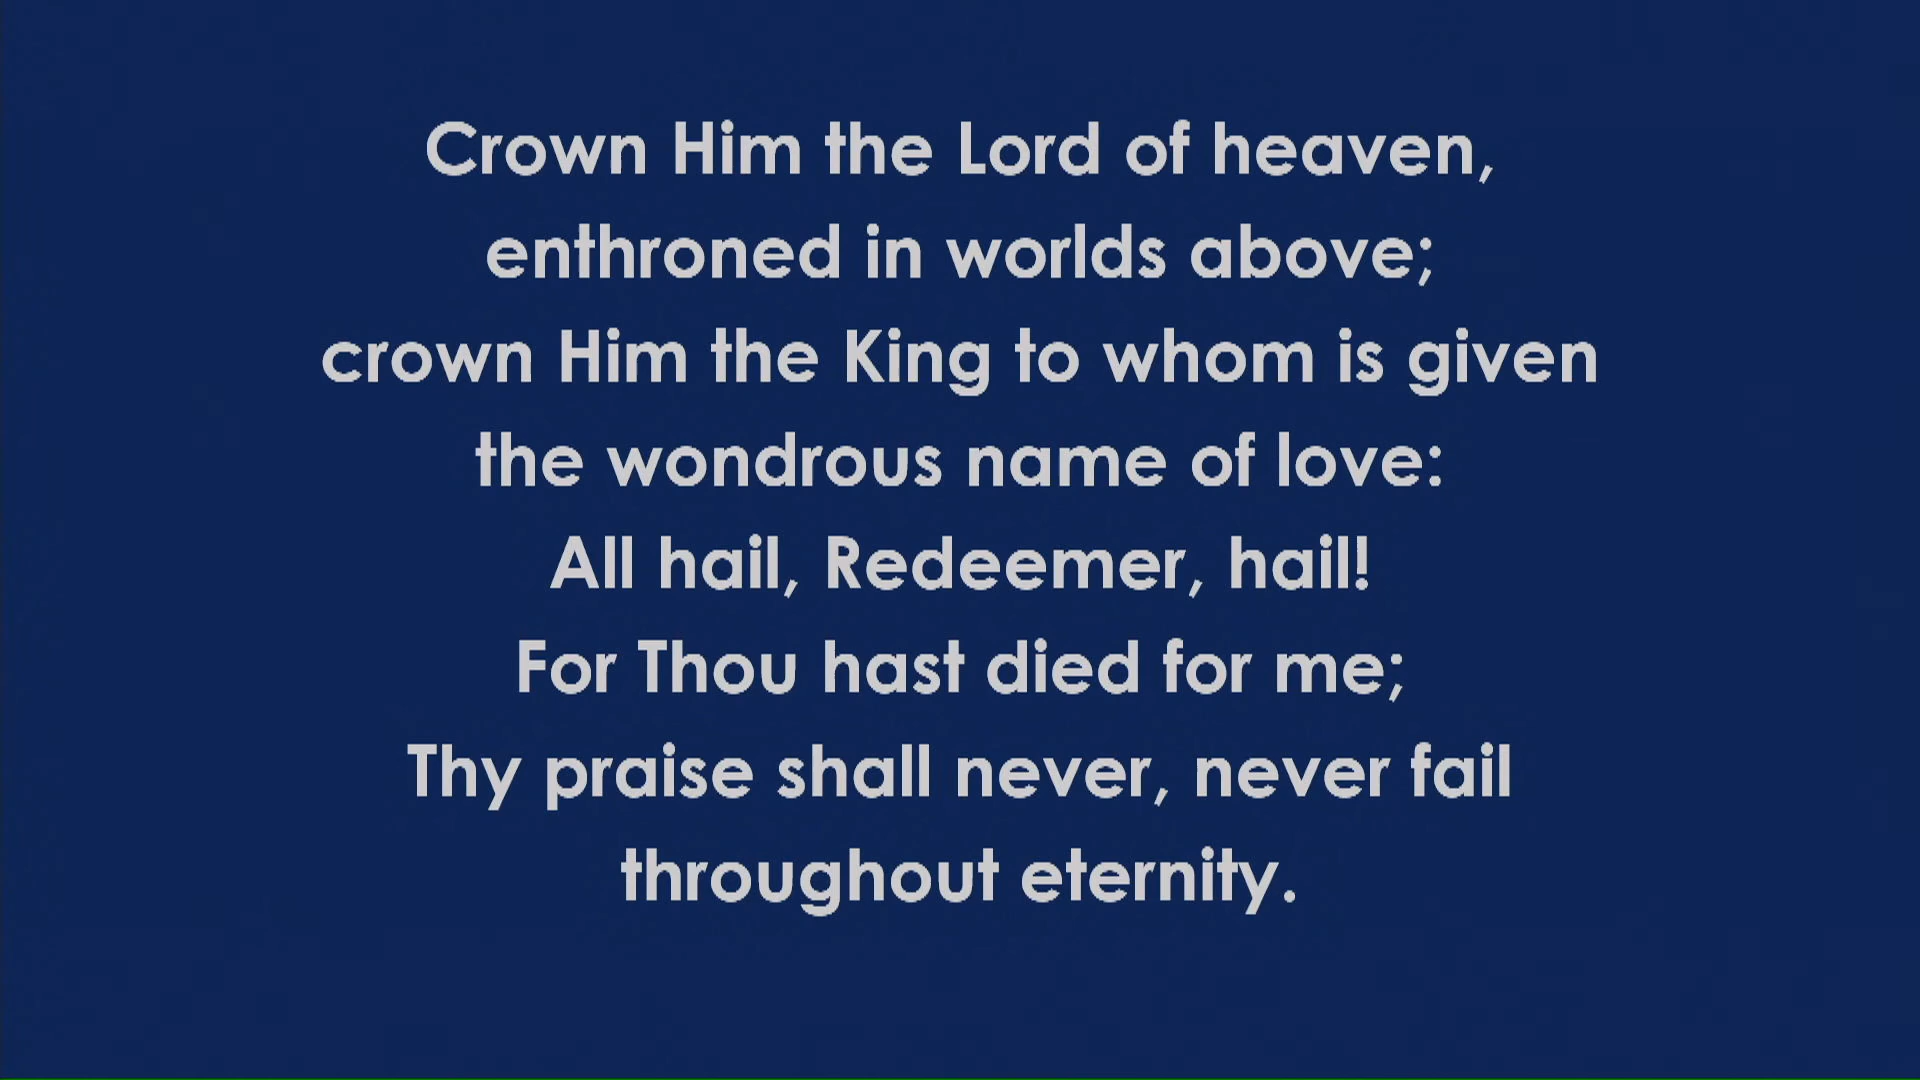 Crown Him the Lord of heaven,
enthroned in worlds above;
crown Him the King to whom is given
the wondrous name of love:
All hail, Redeemer, hail!
For Thou hast died for me;
Thy praise shall never, never fail
throughout eternity.